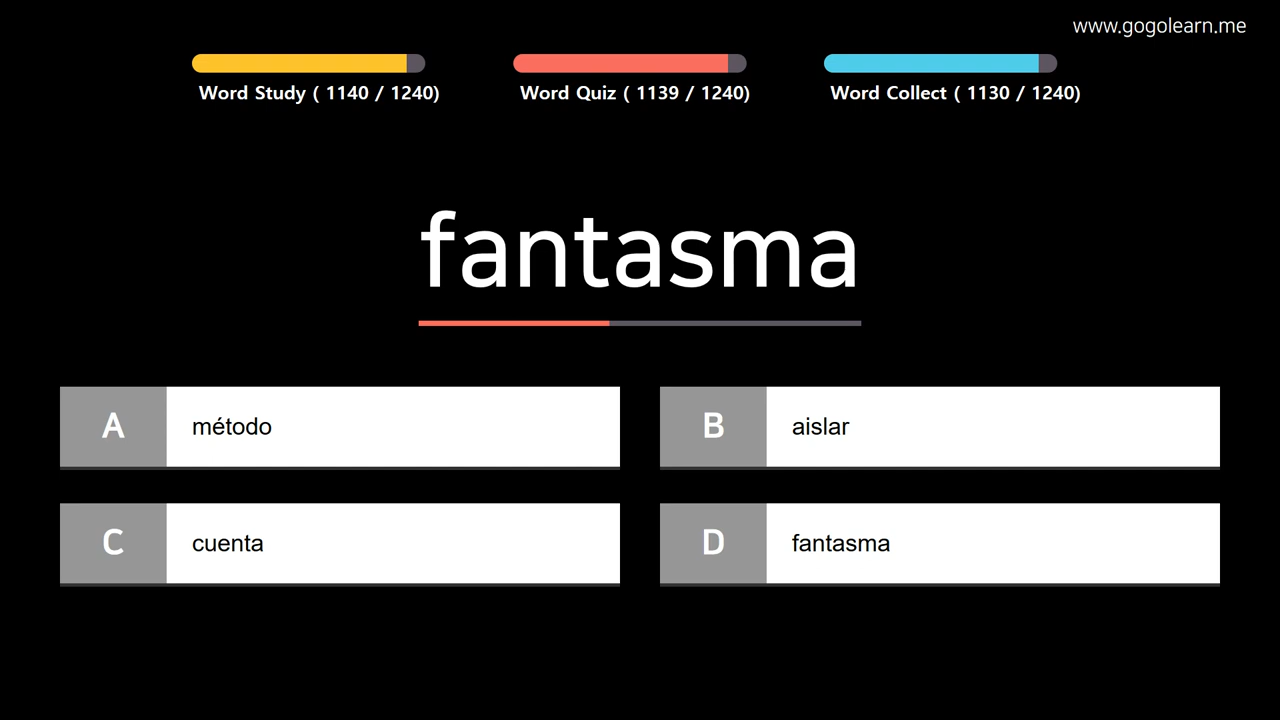 www.gogolearn.me
Word Study ( 1140 / 1240)
Word Quiz ( 1139 / 1240)
Word Collect ( 1130 / 1240)
fantasma
A método
B aislar
C cuenta
D fantasma